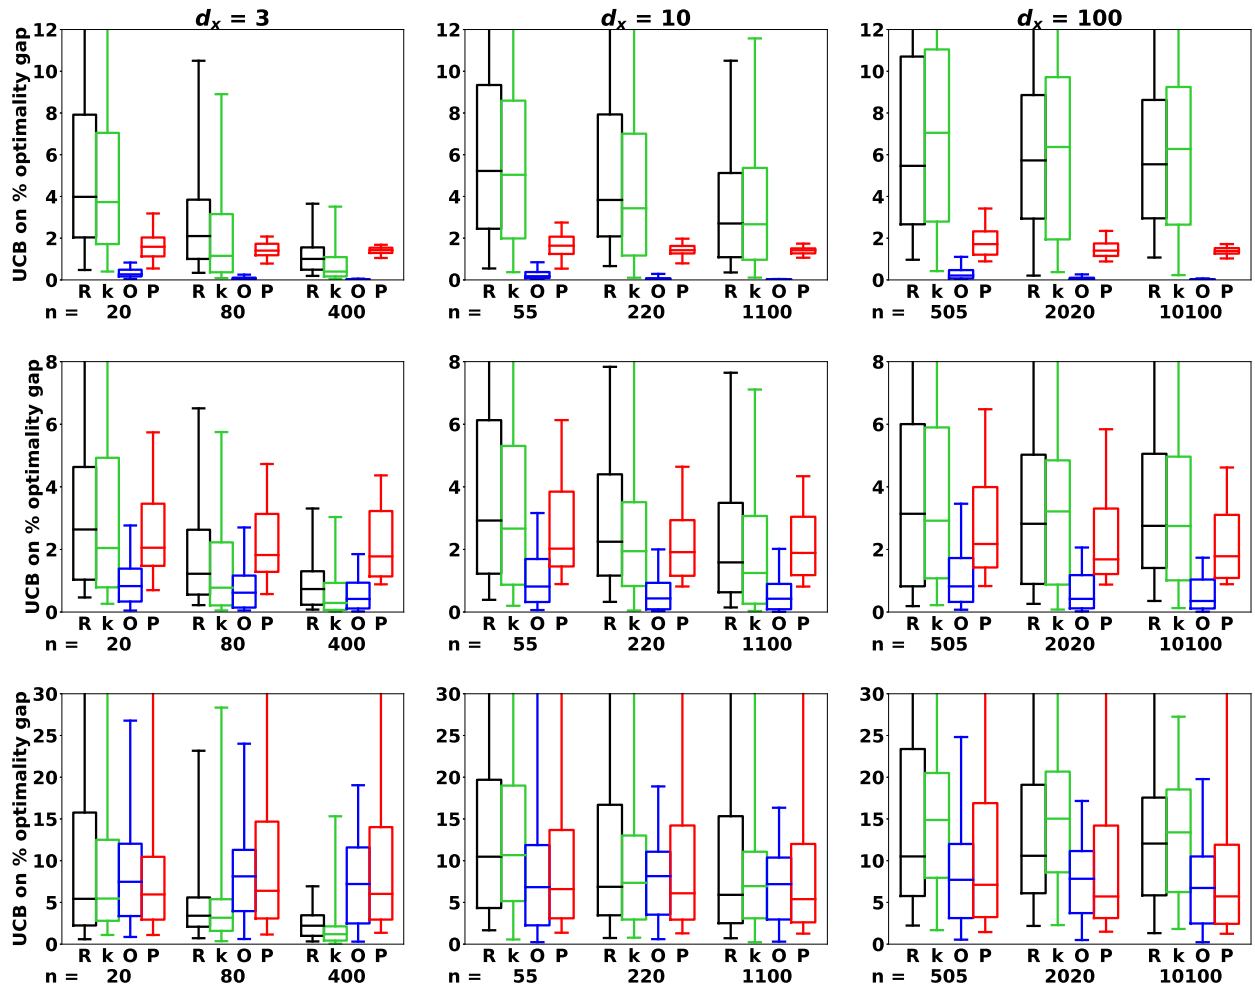 dₓ = 3 dₓ = 10 dₓ = 100
UCB on % optimality gap
12 12 12
10 10 10
8 8 8
6 6 6
4 4 4
2 2 2
0 0 0
R k O P R k O P R k O P R k O P R k O P R k O P R k O P R k O P R k O P
n = 20 80 400 n = 55 220 1100 n = 505 2020 10100
UCB on % optimality gap
8 8 8
6 6 6
4 4 4
2 2 2
0 0 0
R k O P R k O P R k O P R k O P R k O P R k O P R k O P R k O P R k O P
n = 20 80 400 n = 55 220 1100 n = 505 2020 10100
UCB on % optimality gap
30 30 30
25 25 25
20 20 20
15 15 15
10 10 10
5 5 5
0 0 0
R k O P R k O P R k O P R k O P R k O P R k O P R k O P R k O P R k O P
n = 20 80 400 n = 55 220 1100 n = 505 2020 10100